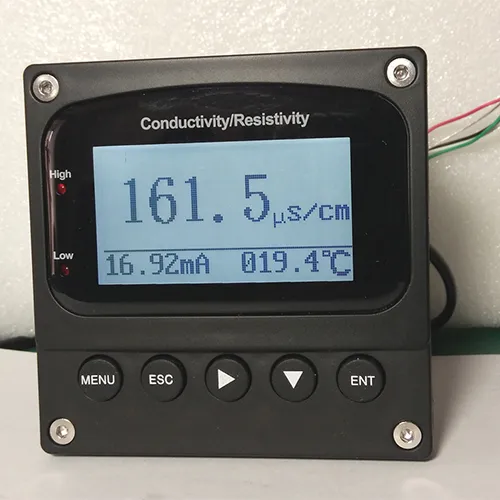 Conductivity/Resistivity
High
161.5μs/cm
Low
16.92mA 019.4℃
MENU ESC ENT